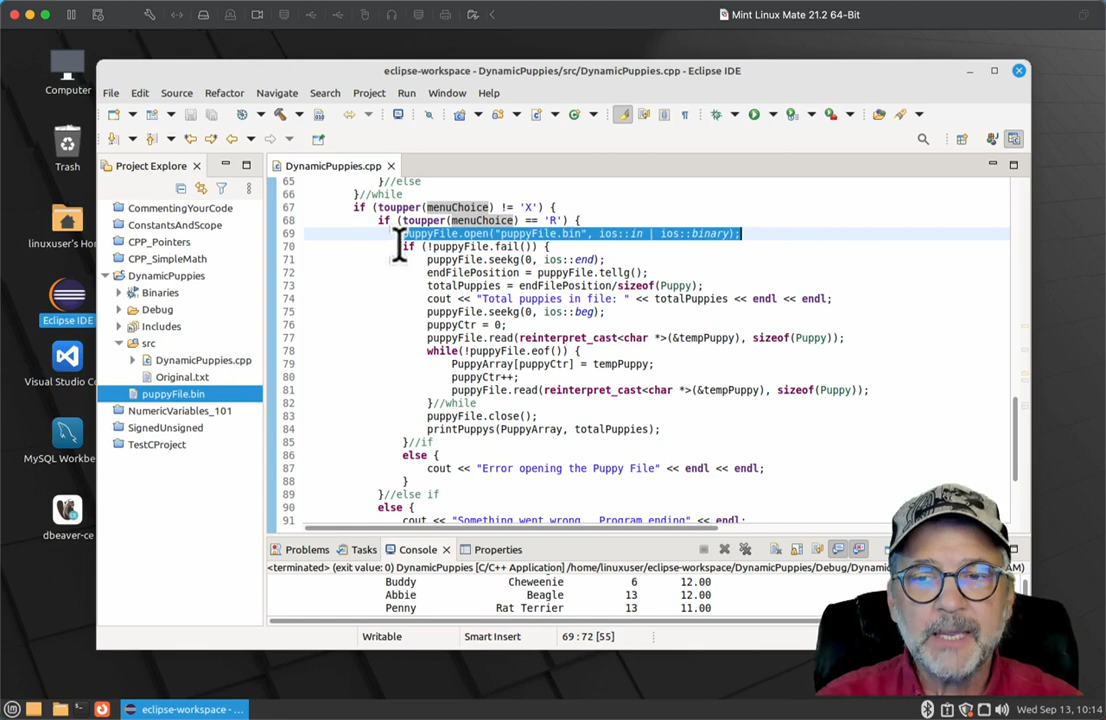 Mint Linux Mate 21.2 64-Bit
Computer
Trash
linuxuser's Hom
Eclipse IDE
Visual Studio Co
MySQL Workbe
dbeaver-ce
eclipse-workspace - DynamicPuppies/src/DynamicPuppies.cpp - Eclipse IDE
File Edit Source Refactor Navigate Search Project Run Window Help
Project Explore
CommentingYourCode
ConstantsAndScope
CPP_Pointers
CPP_SimpleMath
DynamicPuppies
Binaries
Debug
Includes
src
DynamicPuppies.cpp
Original.txt
puppyFile.bin
NumericVariables_101
SignedUnsigned
TestCProject
DynamicPuppies.cpp
65 }//else
66 }//while
67 if (toupper(menuChoice) != 'X') {
68 if (toupper(menuChoice) == 'R') {
69 puppyFile.open("puppyFile.bin", ios::in | ios::binary);
70 if (!puppyFile.fail()) {
71 puppyFile.seekg(0, ios::end);
72 endFilePosition = puppyFile.tellg();
73 totalPuppies = endFilePosition/sizeof(Puppy);
74 cout << "Total puppies in file: " << totalPuppies << endl << endl;
75 puppyFile.seekg(0, ios::beg);
76 puppyCtr = 0;
77 puppyFile.read(reinterpret_cast<char *>(&tempPuppy), sizeof(Puppy));
78 while(!puppyFile.eof()) {
79 PuppyArray[puppyCtr] = tempPuppy;
80 puppyCtr++;
81 puppyFile.read(reinterpret_cast<char *>(&tempPuppy), sizeof(Puppy));
82 }//while
83 puppyFile.close();
84 printPuppys(PuppyArray, totalPuppies);
85 }//if
86 else {
87 cout << "Error opening the Puppy File" << endl << endl;
88 }
89 }//else if
90 else {
91 cout << "Something went wrong. Program ending" << endl;
Problems Tasks Console Properties
<terminated> (exit value: 0) DynamicPuppies [C/C++ Application] /home/linuxuser/eclipse-workspace/DynamicPuppies/Debug/Dynam
Buddy Cheweenie 6 12.00
Abbie Beagle 13 12.00
Penny Rat Terrier 13 11.00
Writable Smart Insert 69 : 72 [55]
eclipse-workspace - ...
Wed Sep 13, 10:14